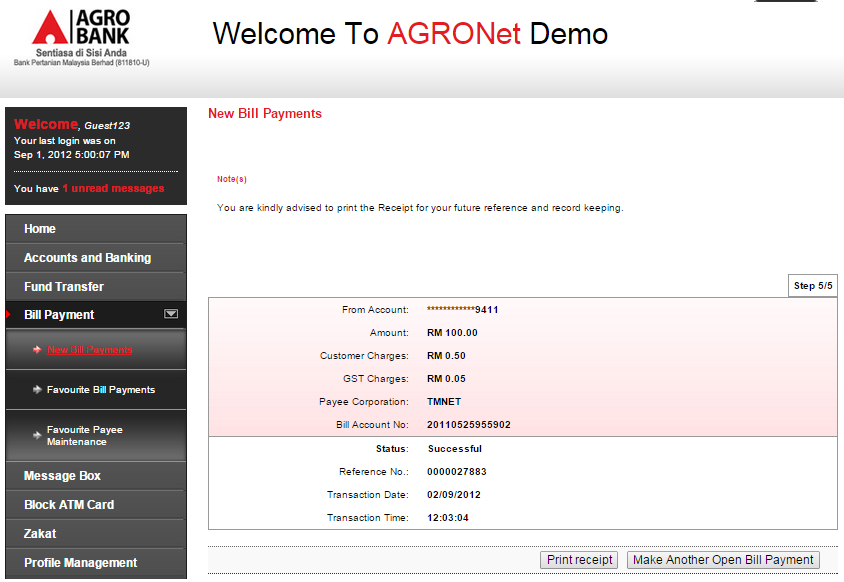 AGRO
BANK
Sentiasa di Sisi Anda
Bank Pertanian Malaysia Berhad (811810-U)
Welcome To AGRONet Demo
Welcome, Guest123
Your last login was on
Sep 1, 2012 5:00:07 PM
You have 1 unread messages
Home
Accounts and Banking
Fund Transfer
Bill Payment
New Bill Payments
Favourite Bill Payments
Favourite Payee
Maintenance
Message Box
Block ATM Card
Zakat
Profile Management
New Bill Payments
Note(s)
You are kindly advised to print the Receipt for your future reference and record keeping.
Step 5/5
From Account: ************9411
Amount: RM 100.00
Customer Charges: RM 0.50
GST Charges: RM 0.05
Payee Corporation: TMNET
Bill Account No: 20110525955902
Status: Successful
Reference No.: 0000027883
Transaction Date: 02/09/2012
Transaction Time: 12:03:04
Print receipt Make Another Open Bill Payment